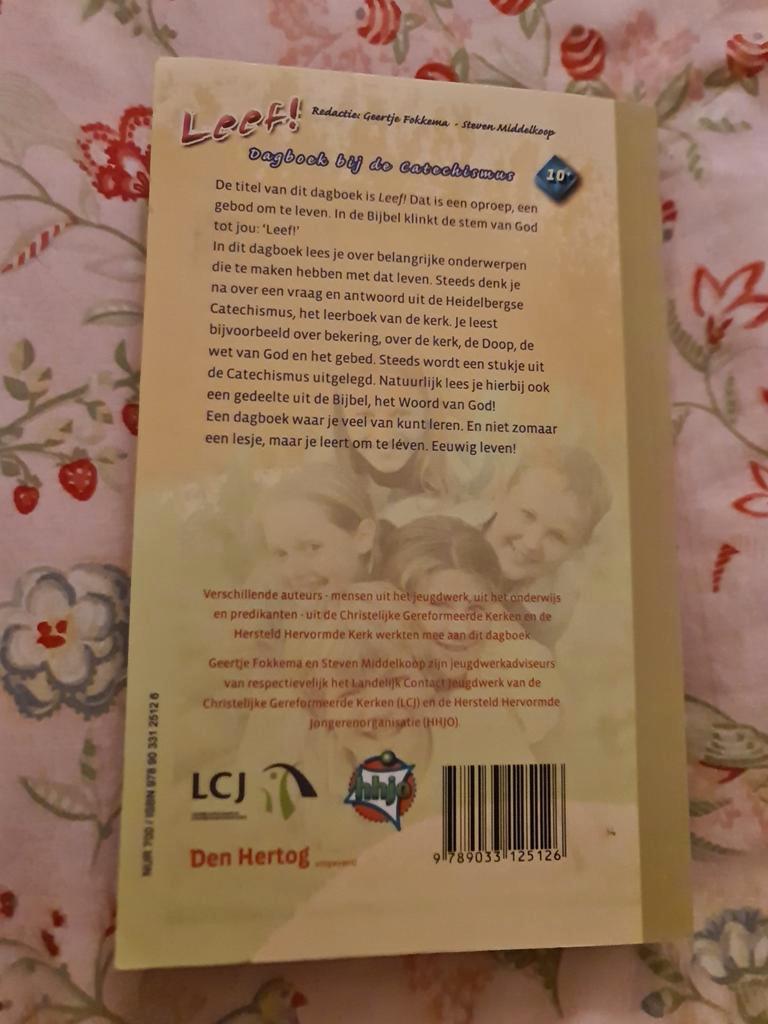 Leef!
Redactie: Geertje Fokkema - Steven Middelkoop
Dagboek bij de Catechismus
10+
De titel van dit dagboek is Leef! Dat is een oproep, een
gebod om te leven. In de Bijbel klinkt de stem van God
tot jou: ‘Leef!’
In dit dagboek lees je over belangrijke onderwerpen
die te maken hebben met dat leven. Steeds denk je
na over een vraag en antwoord uit de Heidelbergse
Catechismus, het leerboek van de kerk. Je leest
bijvoorbeeld over bekering, over de kerk, de Doop, de
wet van God en het gebed. Steeds wordt een stukje uit
de Catechismus uitgelegd. Natuurlijk lees je hierbij ook
een gedeelte uit de Bijbel, het Woord van God!
Een dagboek waar je veel van kunt leren. En niet zomaar
een lesje, maar je leert om te léven. Eeuwig leven!
Verschillende auteurs - mensen uit het jeugdwerk, uit het onderwijs
en predikanten - uit de Christelijke Gereformeerde Kerken en de
Hersteld Hervormde Kerk werkten mee aan dit dagboek
Geertje Fokkema en Steven Middelkoop zijn jeugdwerkadviseurs
van respectievelijk het Landelijk Contact Jeugdwerk van de
Christelijke Gereformeerde Kerken (LCJ) en de Hersteld Hervormde
Jongerenorganisatie (HHJO).
LCJ
hhjo
Den Hertog
9 789033 125126
NUR 700 / ISBN 978 90 331 2512 6